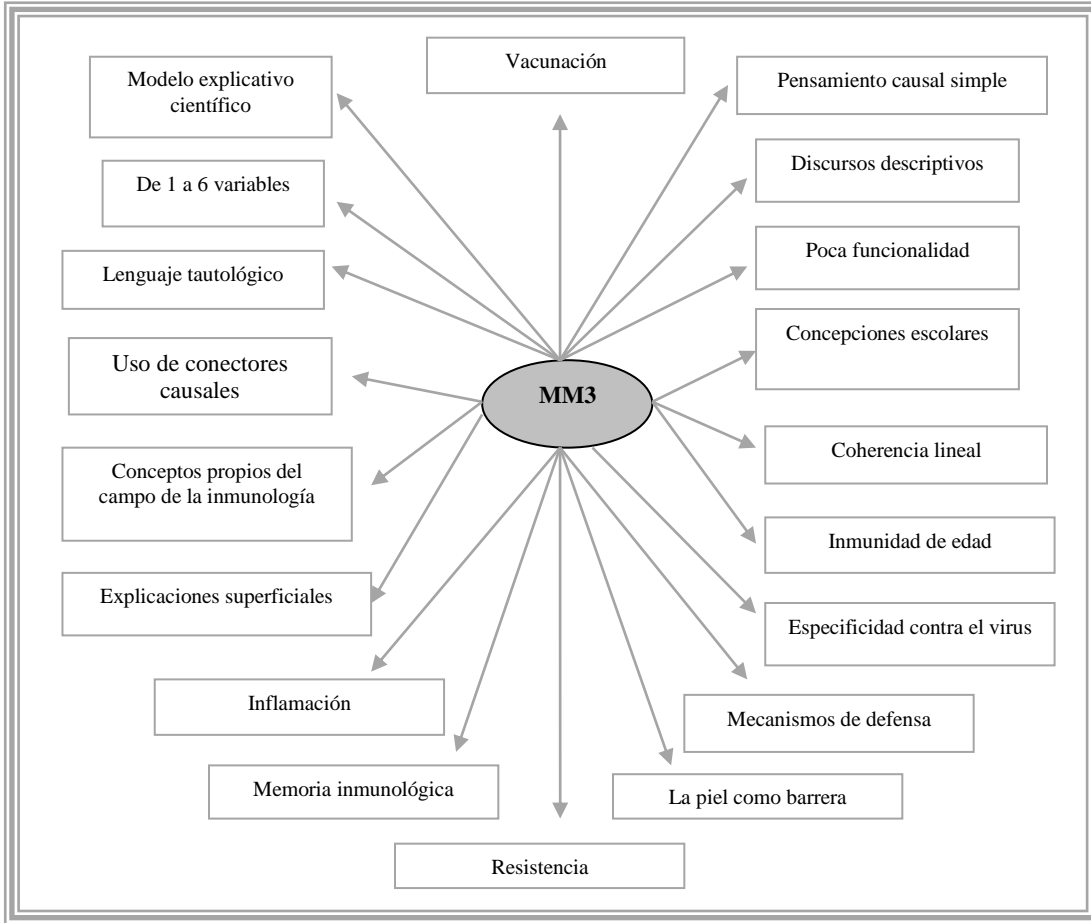 Vacunación
Modelo explicativo
científico
Pensamiento causal simple
De 1 a 6 variables
Discursos descriptivos
Lenguaje tautológico
Poca funcionalidad
Uso de conectores
causales
Concepciones escolares
MM3
Conceptos propios del
campo de la inmunología
Coherencia lineal
Inmunidad de edad
Explicaciones superficiales
Especificidad contra el virus
Inflamación
Mecanismos de defensa
Memoria inmunológica
La piel como barrera
Resistencia